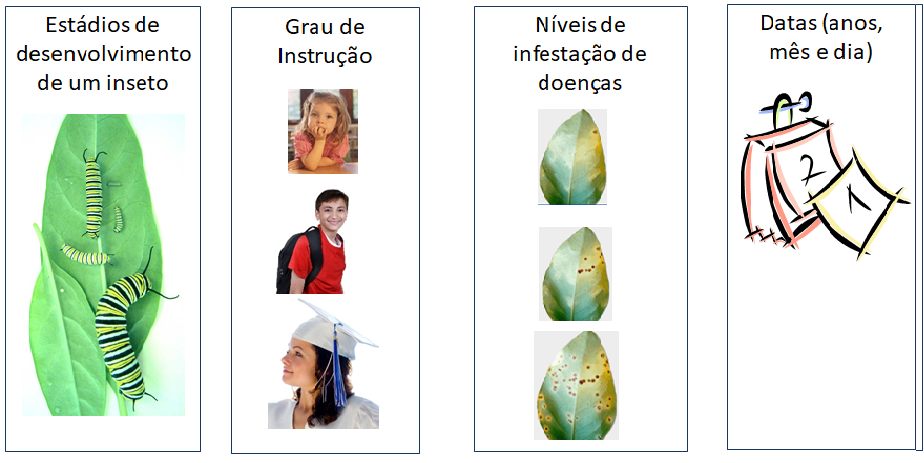 Estádios de
desenvolvimento
de um inseto
Grau de
Instrução
Níveis de
infestação de
doenças
Datas (anos,
mês e dia)
2
1